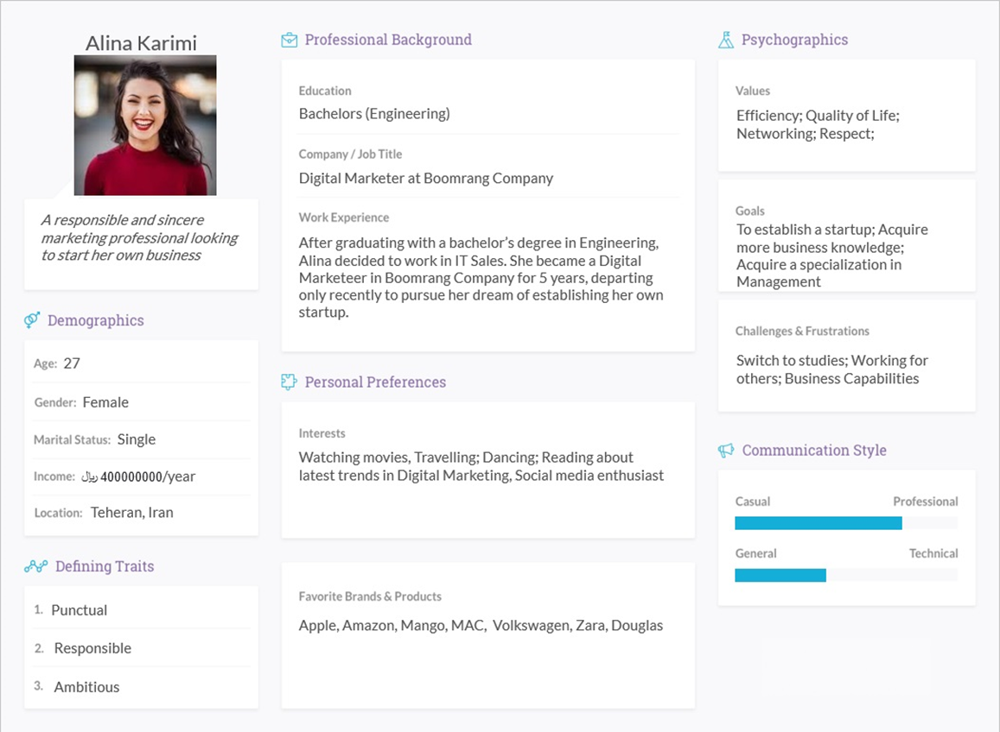 Alina Karimi
A responsible and sincere
marketing professional looking
to start her own business
Demographics
Age: 27
Gender: Female
Marital Status: Single
Income: ﷼ 400000000/year
Location: Teheran, Iran
Defining Traits
1. Punctual
2. Responsible
3. Ambitious
Professional Background
Education
Bachelors (Engineering)
Company / Job Title
Digital Marketer at Boomrang Company
Work Experience
After graduating with a bachelor’s degree in Engineering,
Alina decided to work in IT Sales. She became a Digital
Marketeer in Boomrang Company for 5 years, departing
only recently to pursue her dream of establishing her own
startup.
Personal Preferences
Interests
Watching movies, Travelling; Dancing; Reading about
latest trends in Digital Marketing, Social media enthusiast
Favorite Brands & Products
Apple, Amazon, Mango, MAC, Volkswagen, Zara, Douglas
Psychographics
Values
Efficiency; Quality of Life;
Networking; Respect;
Goals
To establish a startup; Acquire
more business knowledge;
Acquire a specialization in
Management
Challenges & Frustrations
Switch to studies; Working for
others; Business Capabilities
Communication Style
Casual Professional
General Technical